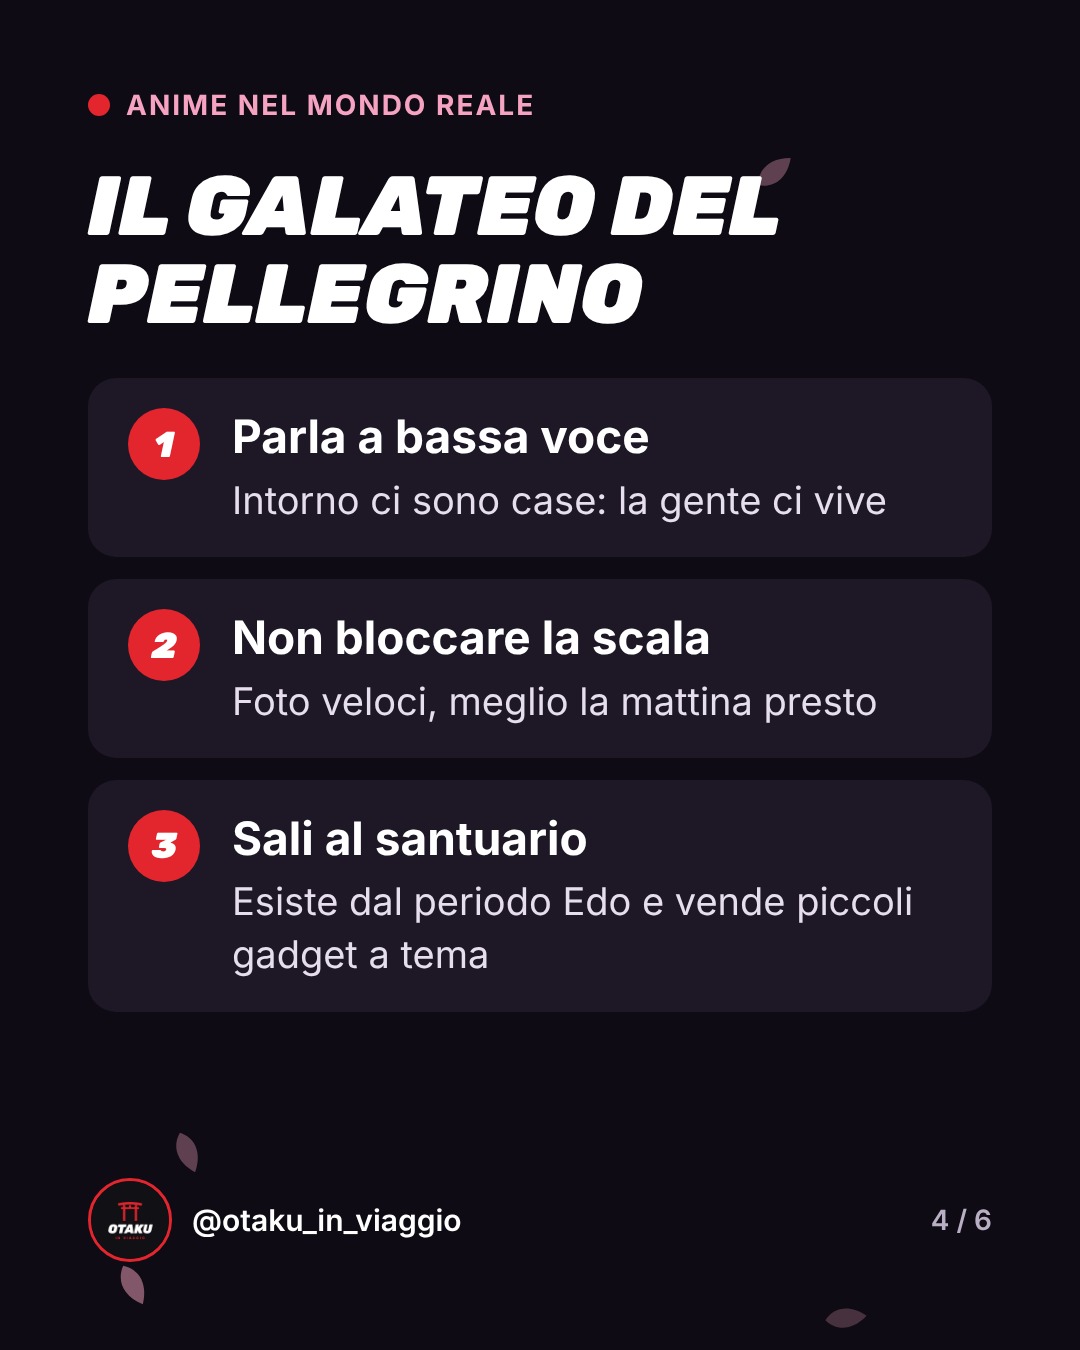 ANIME NEL MONDO REALE
IL GALATEO DEL
PELLEGRINO
1
Parla a bassa voce
Intorno ci sono case: la gente ci vive
2
Non bloccare la scala
Foto veloci, meglio la mattina presto
3
Sali al santuario
Esiste dal periodo Edo e vende piccoli
gadget a tema
OTAKU
IN VIAGGIO
@otaku_in_viaggio
4 / 6